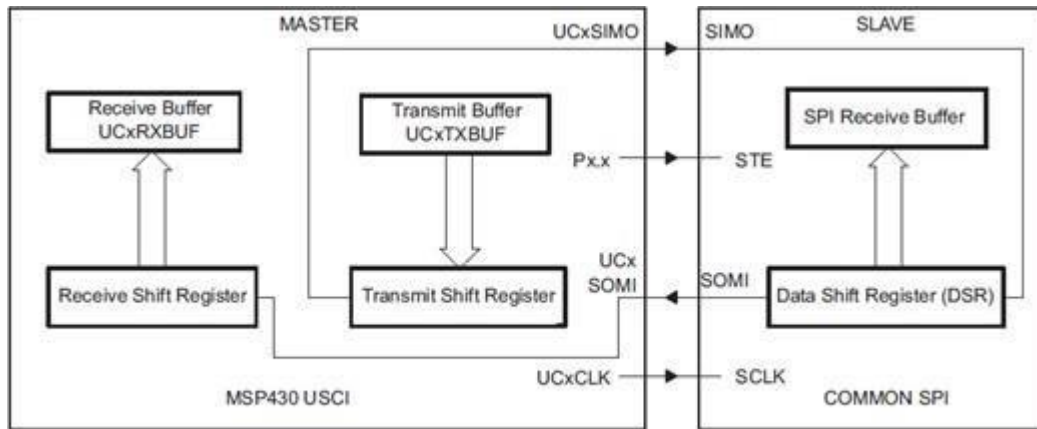 MASTER
UCxSIMO
SIMO
SLAVE
Receive Buffer
UCxRXBUF
Transmit Buffer
UCxTXBUF
SPI Receive Buffer
Px.x
STE
UCx
SOMI
SOMI
Receive Shift Register
Transmit Shift Register
Data Shift Register (DSR)
UCxCLK
SCLK
MSP430 USCI
COMMON SPI